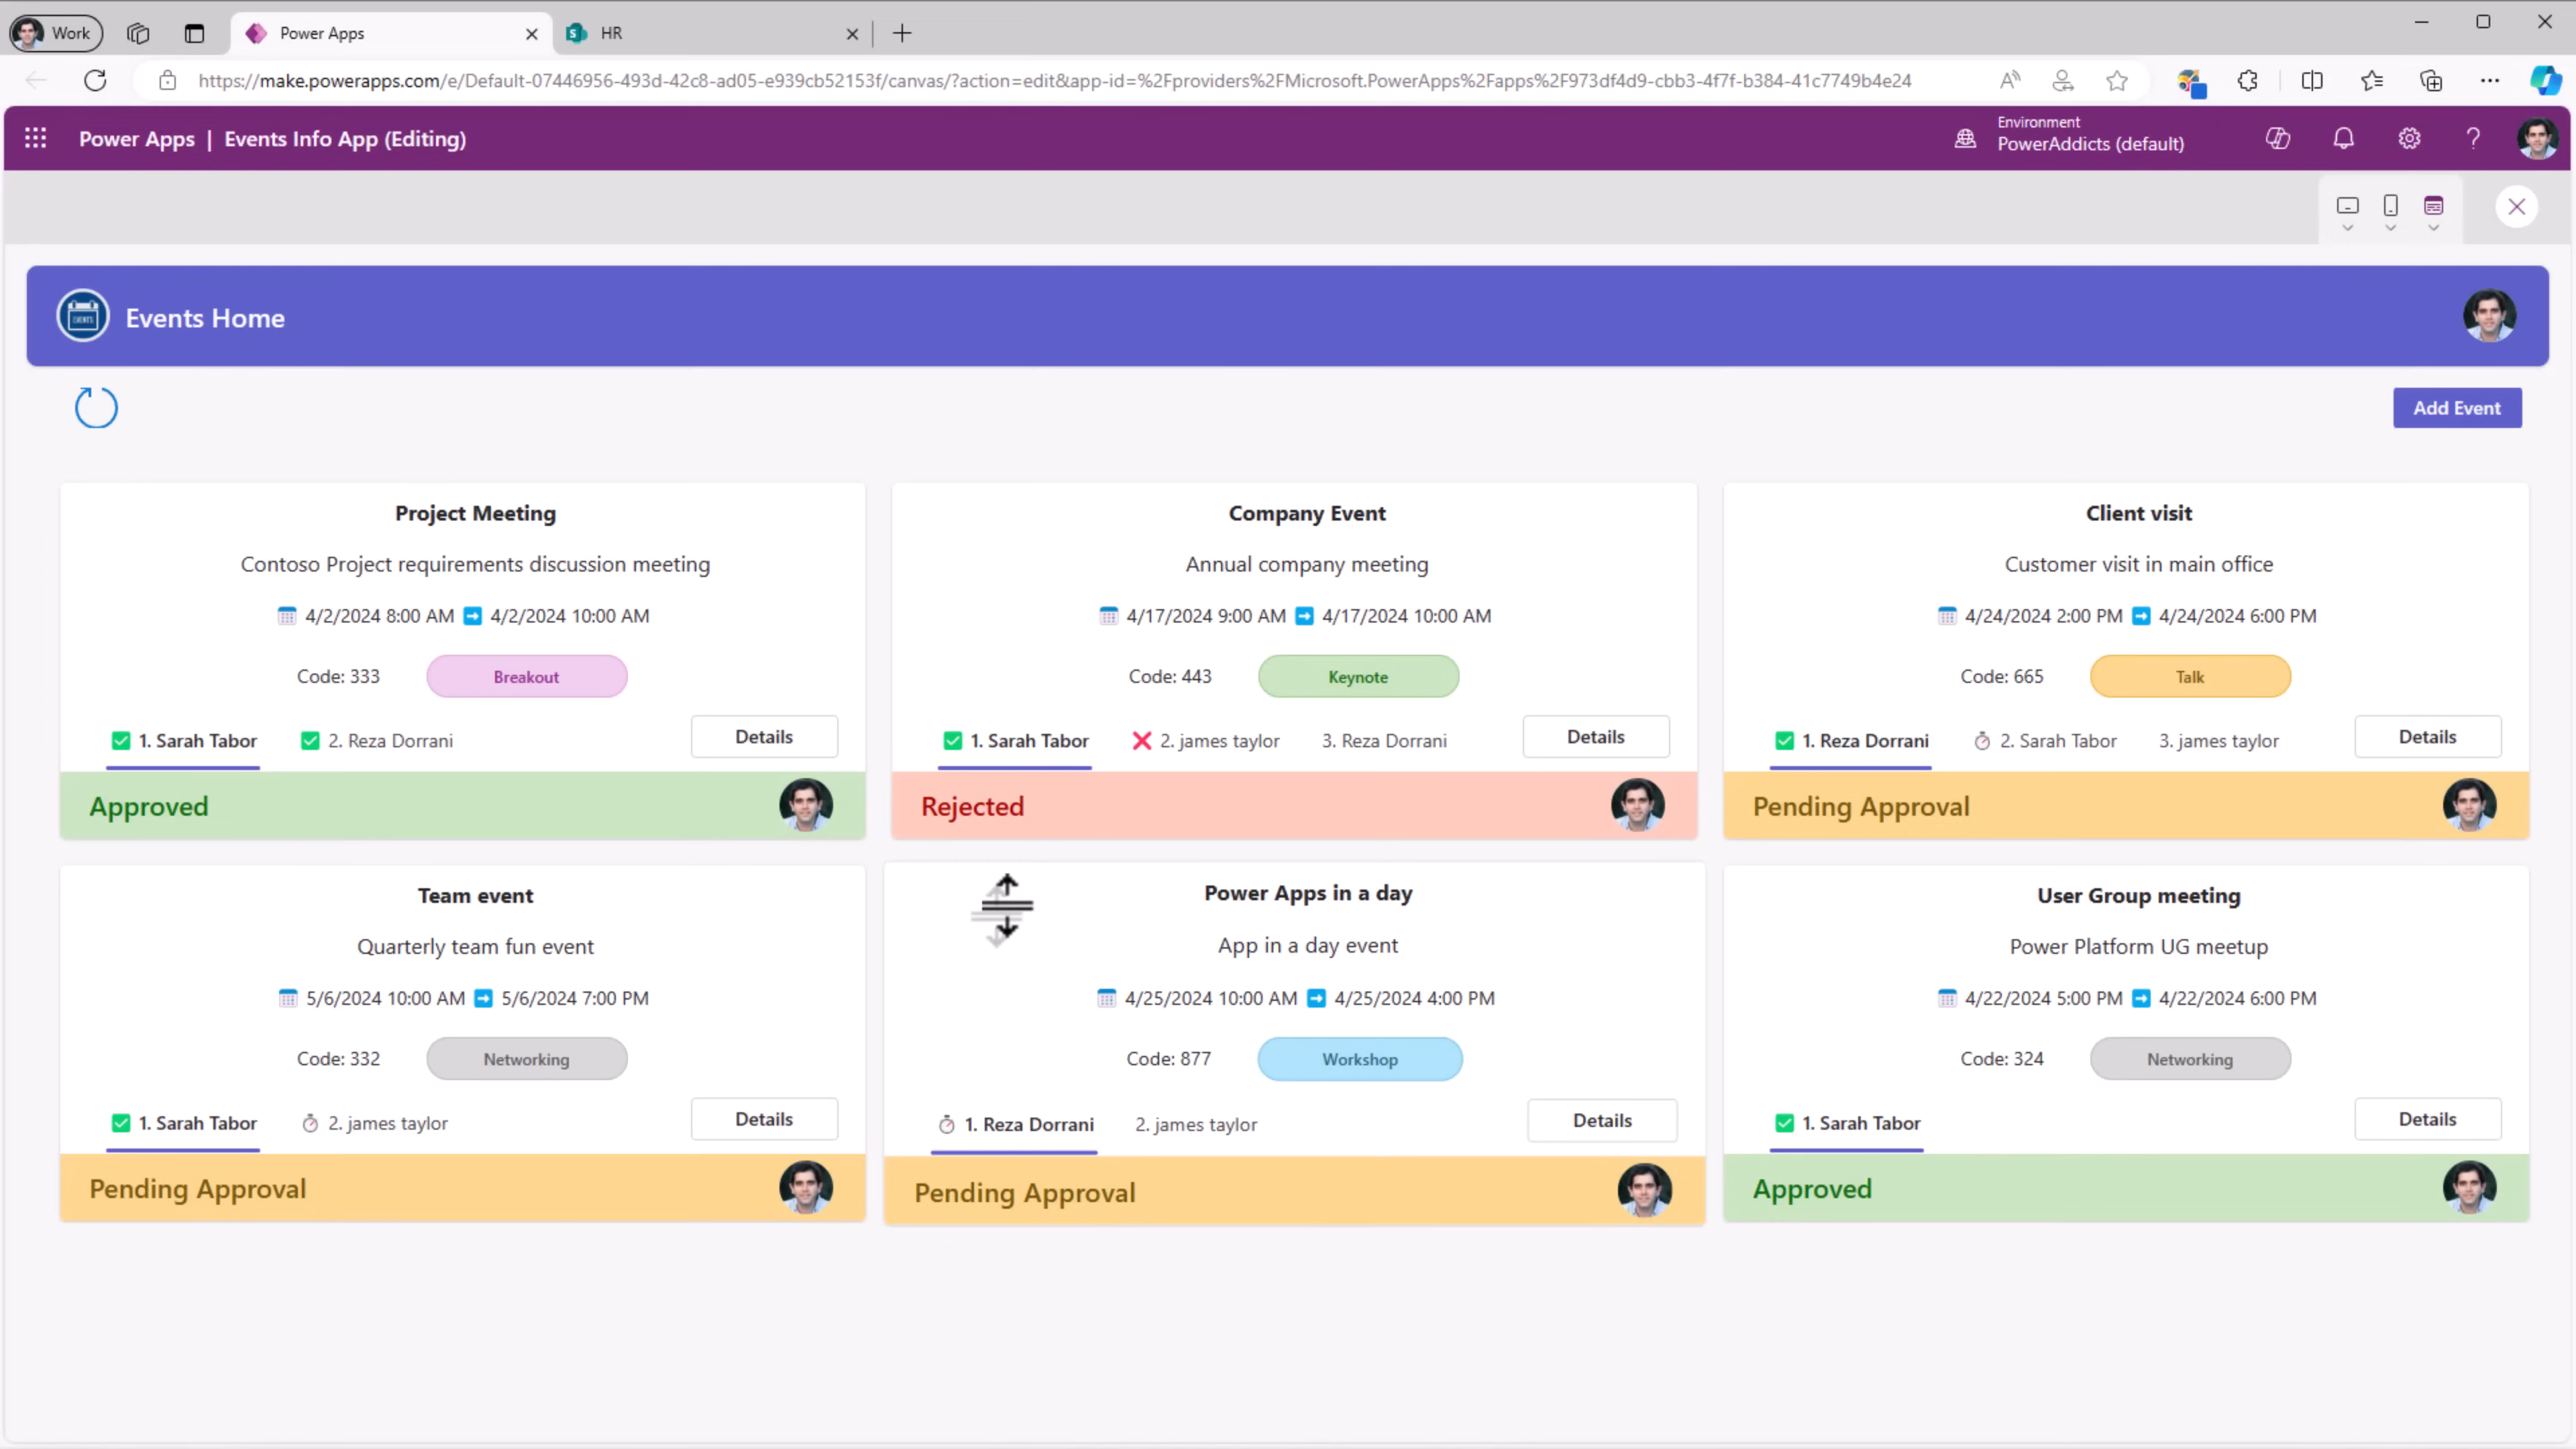 Work
Power Apps
HR
https://make.powerapps.com/e/Default-07446956-493d-42c8-ad05-e939cb52153f/canvas/?action=edit&app-id=%2Fproviders%2FMicrosoft.PowerApps%2Fapps%2F973df4d9-cbb3-4f7f-b384-41c7749b4e24
Power Apps | Events Info App (Editing)
Environment
PowerAddicts (default)
EVENTS
Events Home
Add Event
Project Meeting
Contoso Project requirements discussion meeting
4/2/2024 8:00 AM ➡ 4/2/2024 10:00 AM
Code: 333 Breakout
✅ 1. Sarah Tabor ✅ 2. Reza Dorrani Details
Approved
Company Event
Annual company meeting
4/17/2024 9:00 AM ➡ 4/17/2024 10:00 AM
Code: 443 Keynote
✅ 1. Sarah Tabor ❌ 2. james taylor 3. Reza Dorrani Details
Rejected
Client visit
Customer visit in main office
4/24/2024 2:00 PM ➡ 4/24/2024 6:00 PM
Code: 665 Talk
✅ 1. Reza Dorrani ⏱ 2. Sarah Tabor 3. james taylor Details
Pending Approval
Team event
Quarterly team fun event
5/6/2024 10:00 AM ➡ 5/6/2024 7:00 PM
Code: 332 Networking
✅ 1. Sarah Tabor ⏱ 2. james taylor Details
Pending Approval
Power Apps in a day
App in a day event
4/25/2024 10:00 AM ➡ 4/25/2024 4:00 PM
Code: 877 Workshop
⏱ 1. Reza Dorrani 2. james taylor Details
Pending Approval
User Group meeting
Power Platform UG meetup
4/22/2024 5:00 PM ➡ 4/22/2024 6:00 PM
Code: 324 Networking
✅ 1. Sarah Tabor Details
Approved